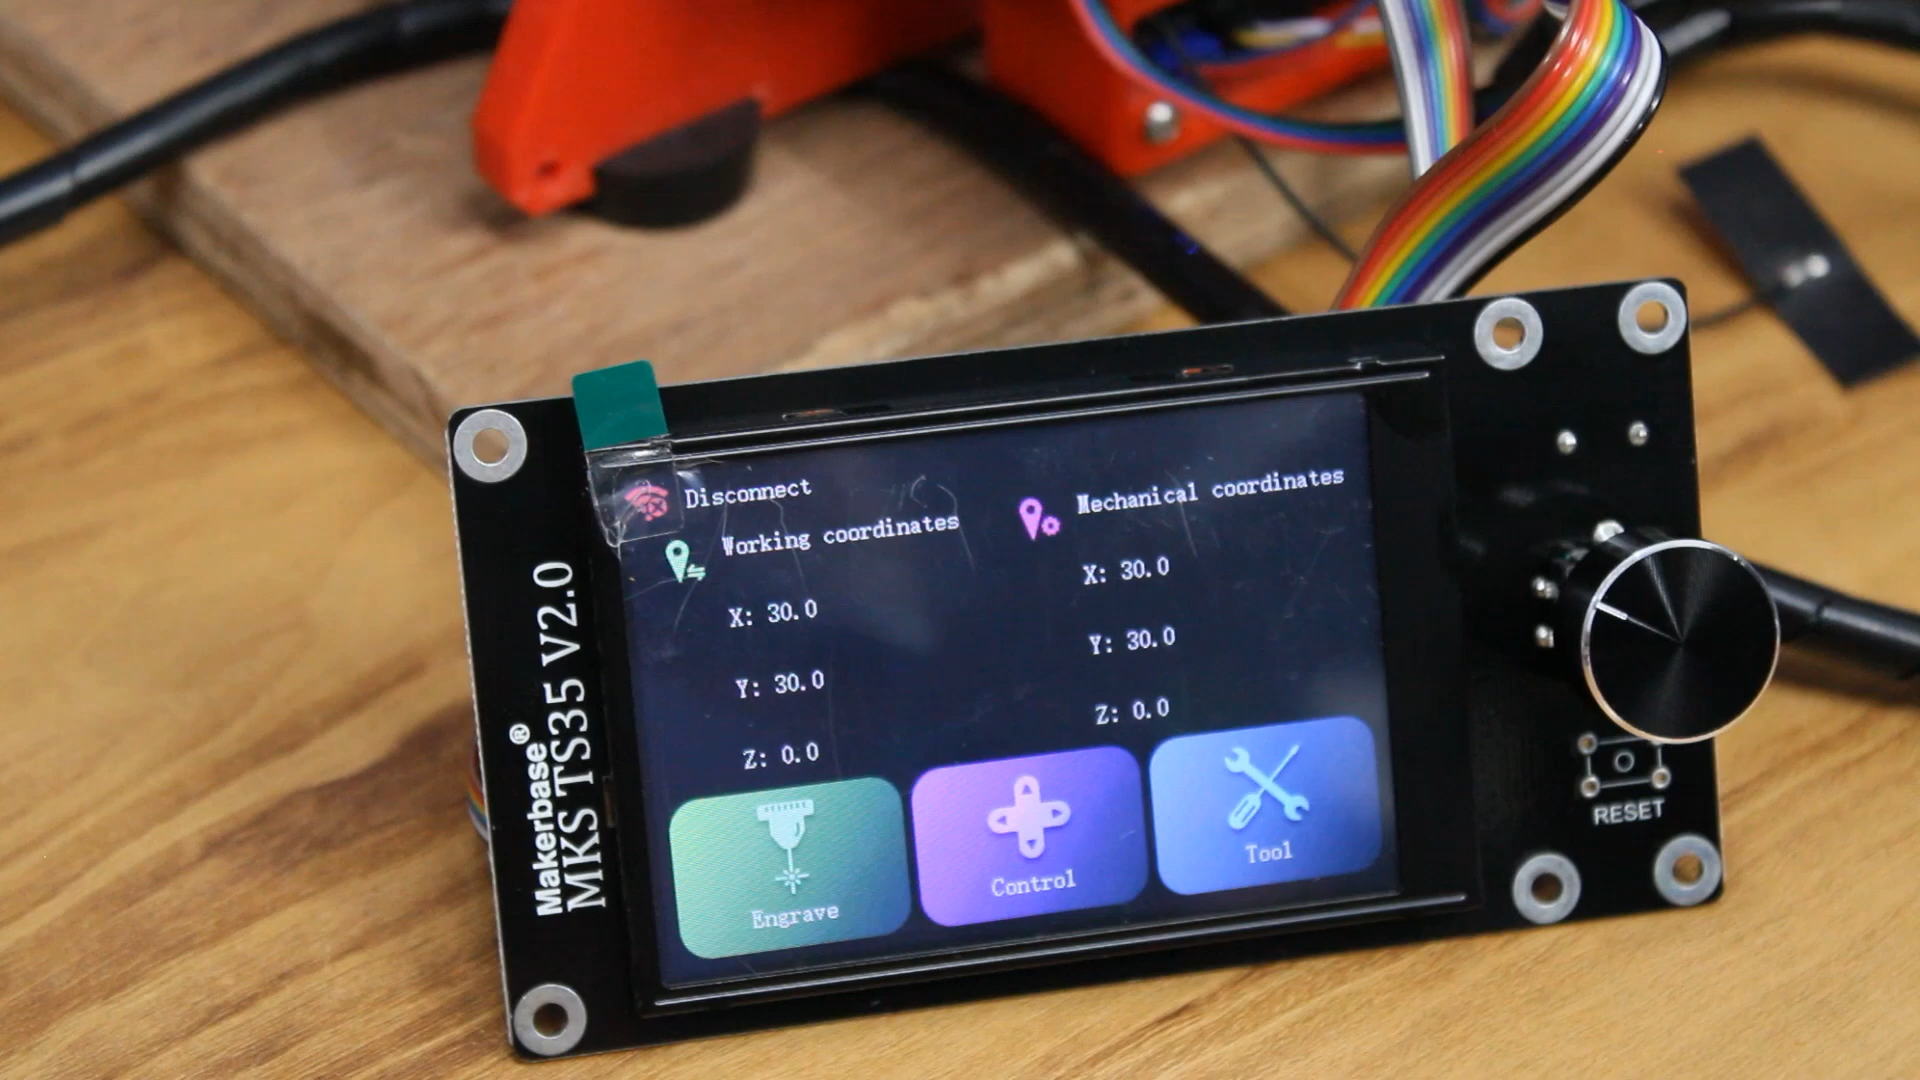 Makerbase®
MKS TS35 V2.0
Disconnect
Working coordinates
X: 30.0
Y: 30.0
Z: 0.0
Mechanical coordinates
X: 30.0
Y: 30.0
Z: 0.0
Engrave
Control
Tool
RESET